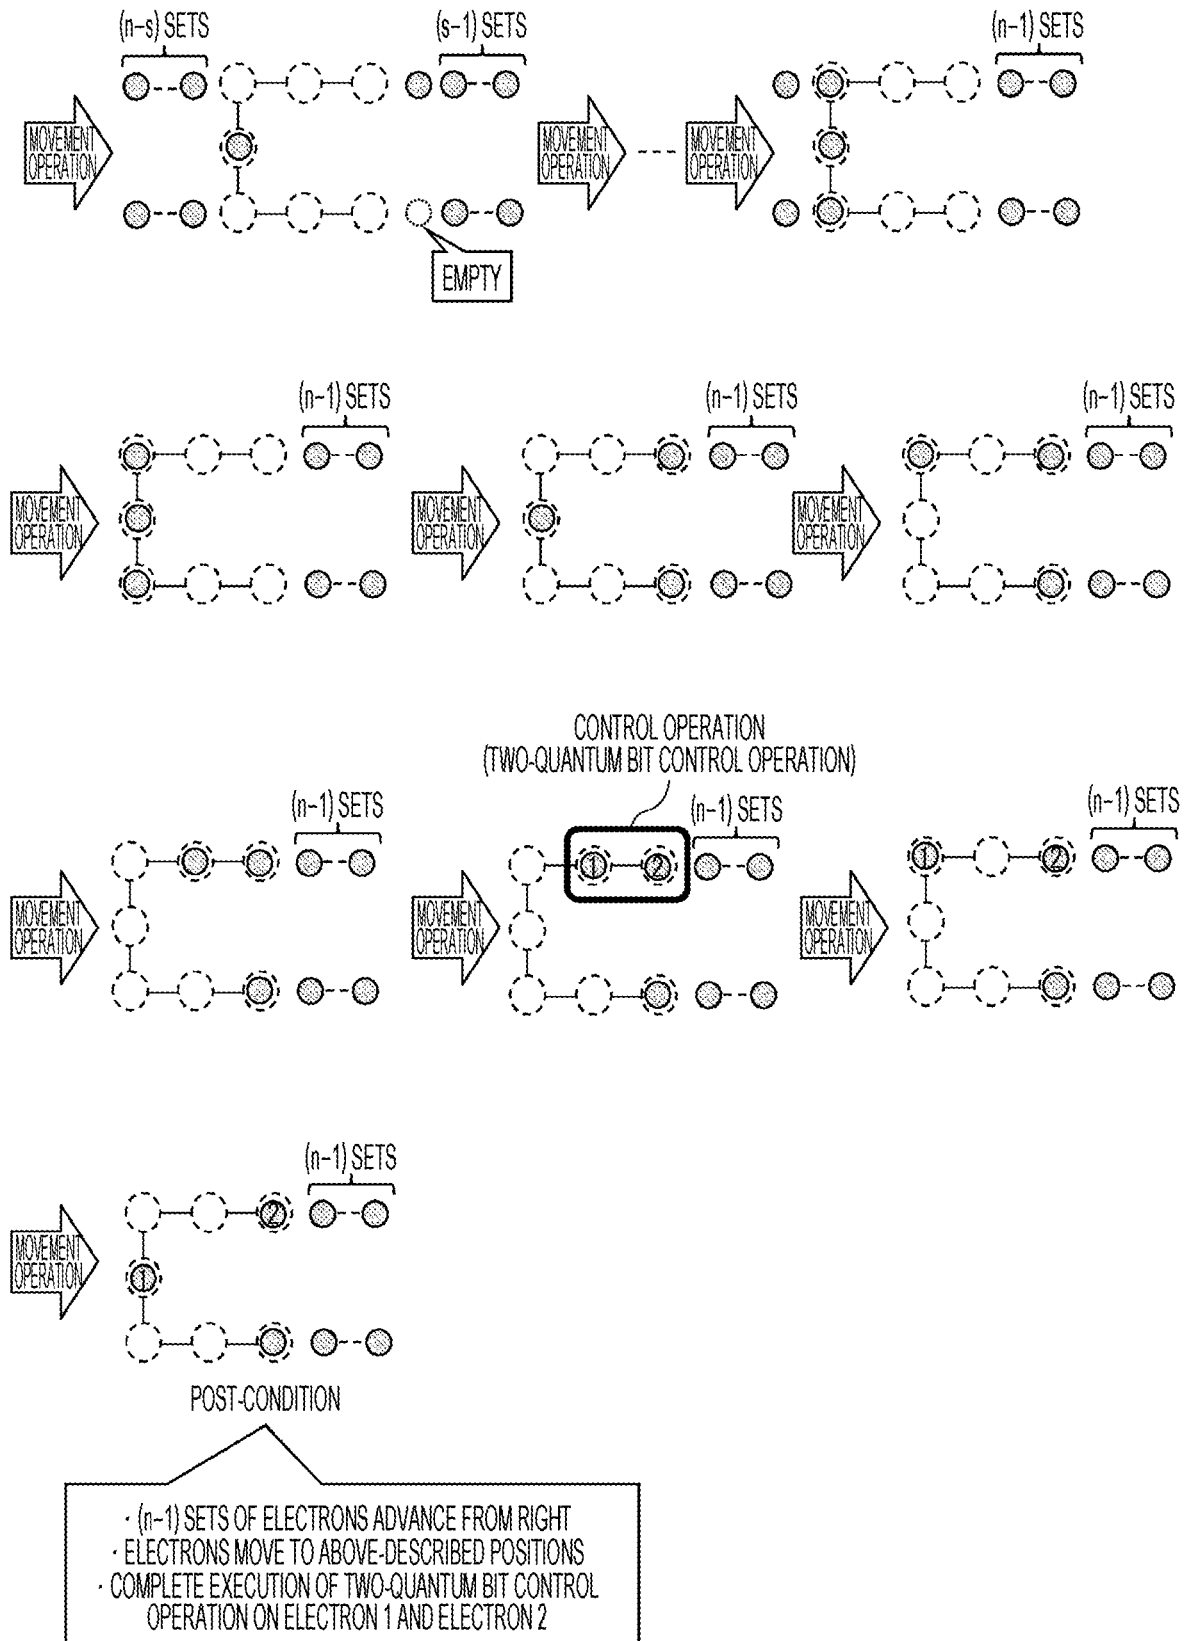 (n-s) SETS
(s-1) SETS
(n-1) SETS
MOVEMENT
OPERATION
MOVEMENT
OPERATION
MOVEMENT
OPERATION
EMPTY
(n-1) SETS
(n-1) SETS
(n-1) SETS
MOVEMENT
OPERATION
MOVEMENT
OPERATION
MOVEMENT
OPERATION
CONTROL OPERATION
(TWO-QUANTUM BIT CONTROL OPERATION)
(n-1) SETS
(n-1) SETS
(n-1) SETS
1
2
1
2
MOVEMENT
OPERATION
MOVEMENT
OPERATION
MOVEMENT
OPERATION
(n-1) SETS
2
MOVEMENT
OPERATION
1
POST-CONDITION
· (n-1) SETS OF ELECTRONS ADVANCE FROM RIGHT
· ELECTRONS MOVE TO ABOVE-DESCRIBED POSITIONS
· COMPLETE EXECUTION OF TWO-QUANTUM BIT CONTROL
OPERATION ON ELECTRON 1 AND ELECTRON 2